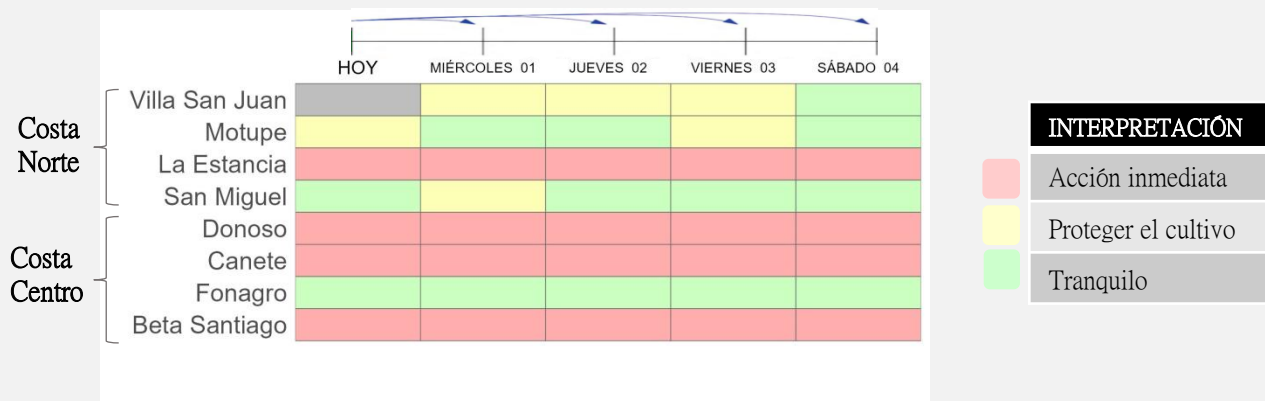 HOY MIÉRCOLES 01 JUEVES 02 VIERNES 03 SÁBADO 04
Costa
Norte
Villa San Juan
Motupe
La Estancia
San Miguel
Costa
Centro
Donoso
Canete
Fonagro
Beta Santiago
INTERPRETACIÓN
Acción inmediata
Proteger el cultivo
Tranquilo